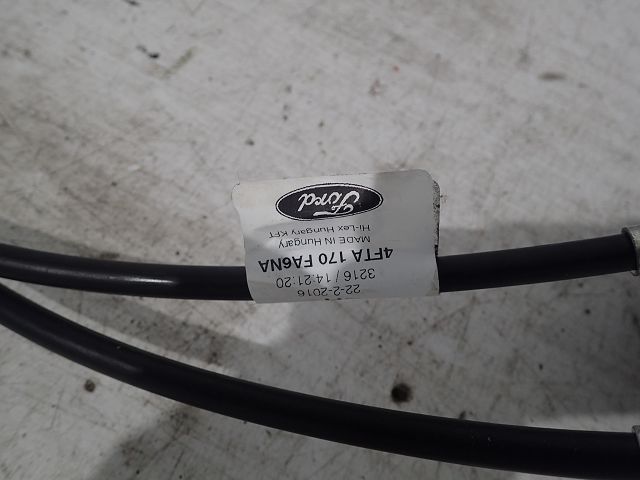 Ford
Hi-Lex Hungary KFT
MADE IN Hungary
4FTA 170 FA6NA
3216 / 14:21:20
22-2-2016